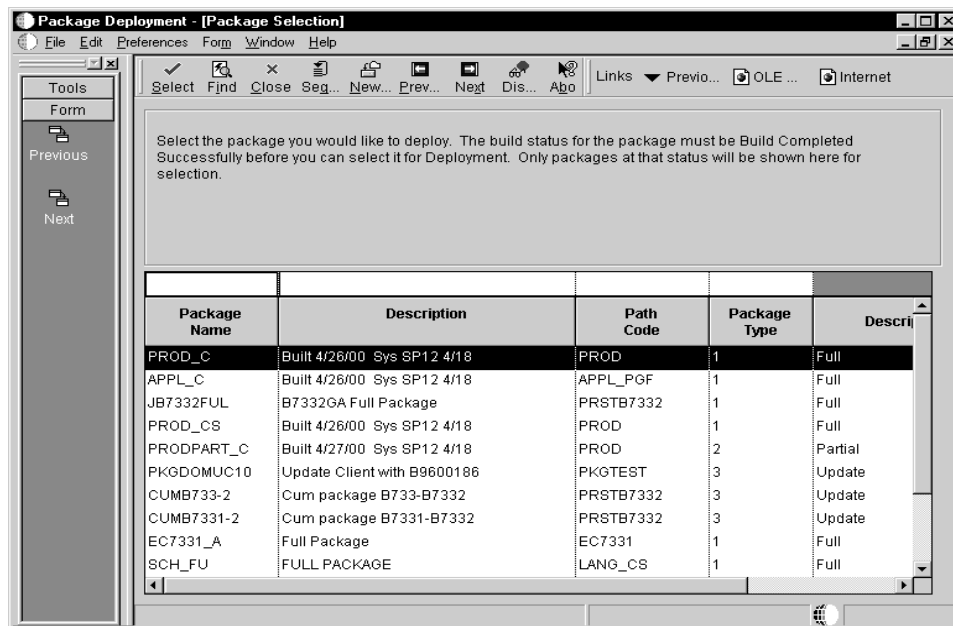 Package Deployment - [Package Selection]
File Edit Preferences Form Window Help
Tools
Form
Previous
Next
Select Find Close Seq... New... Prev... Next Dis... Abo Links Previo... OLE ... Internet
Select the package you would like to deploy. The build status for the package must be Build Completed
Successfully before you can select it for Deployment. Only packages at that status will be shown here for
selection.
Package Name Description Path Code Package Type Descri
PROD_C Built 4/26/00 Sys SP12 4/18 PROD 1 Full
APPL_C Built 4/26/00 Sys SP12 4/18 APPL_PGF 1 Full
JB7332FUL B7332GA Full Package PRSTB7332 1 Full
PROD_CS Built 4/26/00 Sys SP12 4/18 PROD 1 Full
PRODPART_C Built 4/27/00 Sys SP12 4/18 PROD 2 Partial
PKGDOMUC10 Update Client with B9600186 PKGTEST 3 Update
CUMB733-2 Cum package B733-B7332 PRSTB7332 3 Update
CUMB7331-2 Cum package B7331-B7332 PRSTB7332 3 Update
EC7331_A Full Package EC7331 1 Full
SCH_FU FULL PACKAGE LANG_CS 1 Full